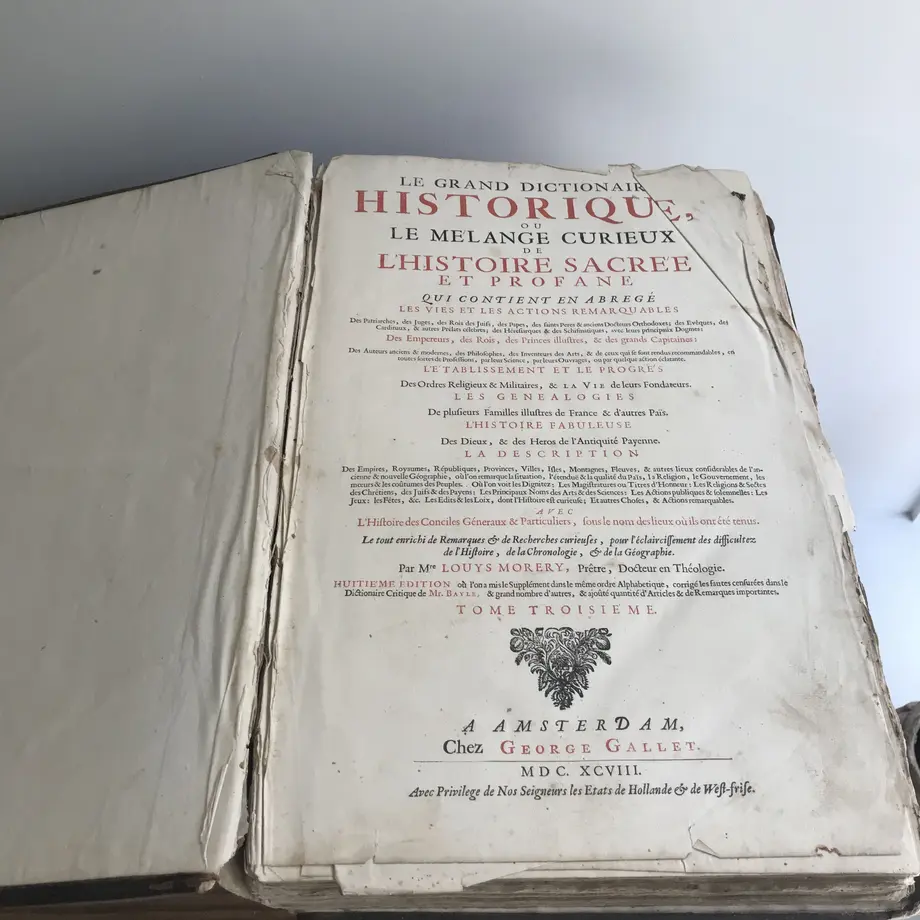 LE GRAND DICTIONAIR
HISTORIQUE,
OU
LE MELANGE CURIEUX
DE
L'HISTOIRE SACRÉE
ET PROFANE
QUI CONTIENT EN ABREGÉ
LES VIES ET LES ACTIONS REMARQUABLES
Des Patriarches, des Juges, des Rois des Juifs, des Papes, des saints Peres & anciens Docteurs Orthodoxes; des Evêques, des
Cardinaux, & autres Prélats célebres; des Héresiarques & des Schismatiques, avec leurs principaux Dogmes:
Des Empereurs, des Rois, des Princes illustres, & des grands Capitaines:
Des Auteurs anciens & modernes, des Philosophes, des Inventeurs des Arts, & de ceux qui se sont rendus recommandables, en
toutes sortes de Professions, par leur Science, par leurs Ouvrages, ou par quelque action éclatante.
L'ETABLISSEMENT ET LE PROGRÉS
Des Ordres Religieux & Militaires, & LA VIE de leurs Fondateurs.
LES GENEALOGIES
De plusieurs Familles illustres de France & d'autres Païs.
L'HISTOIRE FABULEUSE
Des Dieux, & des Heros de l'Antiquité Payenne.
LA DESCRIPTION
Des Empires, Royaumes, Républiques, Provinces, Villes, Isles, Montagnes, Fleuves, & autres lieux considerables de l'an-
cienne & nouvelle Géographie, où l'on remarque la situation, l'étenduë & la qualité du Païs, la Religion, le Gouvernement, les
mœurs & les coûtumes des Peuples. Où l'on voit les Dignitez: Les Magistratures ou Titres d'Honneur: Les Religions & Sectes
des Chrétiens, des Juifs & des Payens: Les Principaux Noms des Arts & des Sciences: Les Actions publiques & solemnelles: Les
Jeux: les Fêtes, &c. Les Edits & les Loix, dont l'Histoire est curieuse; Et autres Choses, & Actions remarquables.
AVEC
L'Histoire des Conciles Géneraux & Particuliers, sous le nom des lieux où ils ont été tenus.
Le tout enrichi de Remarques & de Recherches curieuses, pour l'éclaircissement des difficultez
de l'Histoire, de la Chronologie, & de la Géographie.
Par Mre LOUYS MORERY, Prêtre, Docteur en Théologie.
HUITIEME EDITION où l'on a mis le Supplément dans le même ordre Alphabetique, corrigé les fautes censurées dans le
Dictionaire Critique de Mr. BAYLE, & grand nombre d'autres, & ajoûté quantité d'Articles & de Remarques importantes.
TOME TROISIEME.
A AMSTERDAM,
Chez GEORGE GALLET.
MDC. XCVIII.
Avec Privilege de Nos Seigneurs les Etats de Hollande & de West-frise.